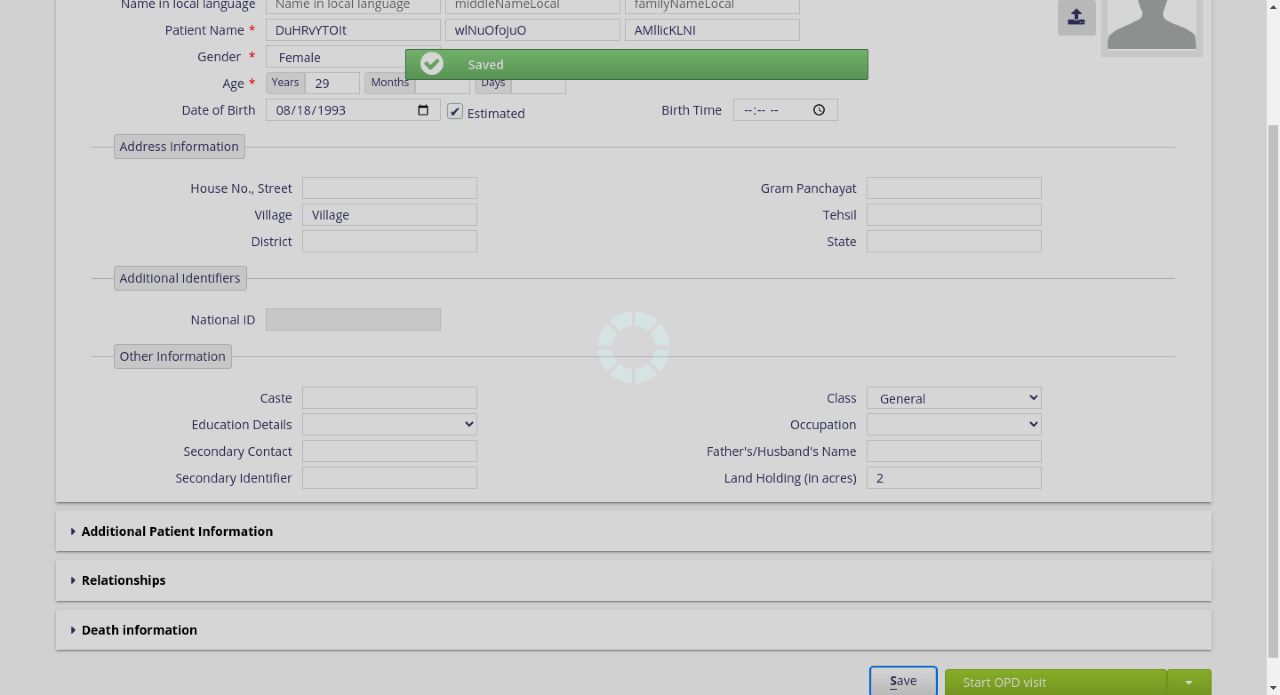 Name in local language Name in local language middleNameLocal familyNameLocal
Patient Name * DuHRvYTOIt wlNuOfoJuO AMllicKLNI
Gender * Female
Saved
Age * Years 29 Months Days
Date of Birth 08/18/1993 Estimated Birth Time --:-- --
Address Information
House No., Street Gram Panchayat
Village Village Tehsil
District State
Additional Identifiers
National ID
Other Information
Caste Class General
Education Details Occupation
Secondary Contact Father's/Husband's Name
Secondary Identifier Land Holding (in acres) 2
Additional Patient Information
Relationships
Death information
Save Start OPD visit